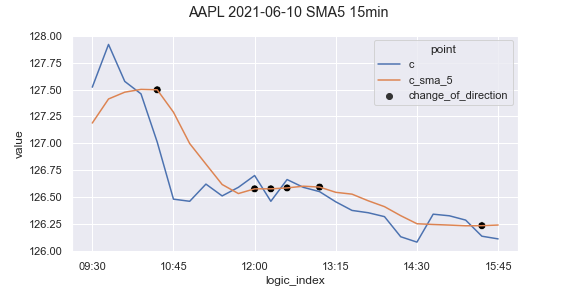 AAPL 2021-06-10 SMA5 15min
128.00
127.75
127.50
127.25
127.00
126.75
126.50
126.25
126.00
value
point
c
c_sma_5
change_of_direction
09:30 10:45 12:00 13:15 14:30 15:45
logic_index